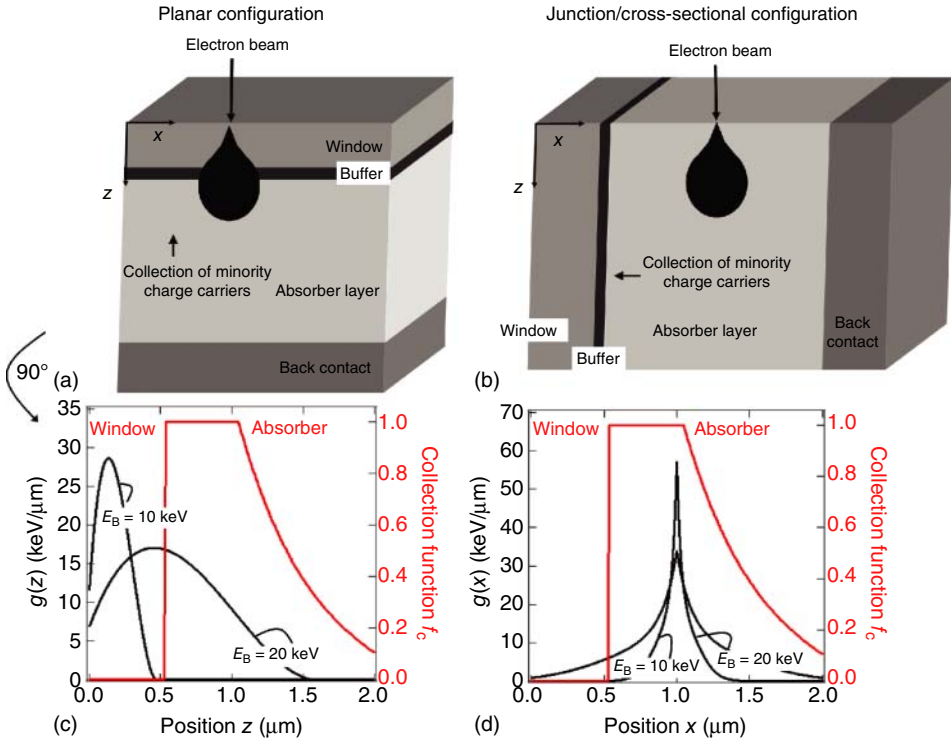 Planar configuration
Electron beam
x
z
Window
Buffer
Collection of minority
charge carriers
Absorber layer
Back contact
90°
(a)
Junction/cross-sectional configuration
Electron beam
x
z
Collection of minority
charge carriers
Window
Absorber layer
Back
contact
Buffer
(b)
35
30
25
20
15
10
5
0
g(z) (keV/μm)
Window
Absorber
E_B = 10 keV
E_B = 20 keV
1.0
0.8
0.6
0.4
0.2
0.0
Collection function f_c
0.0 0.5 1.0 1.5 2.0
Position z (μm)
(c)
70
60
50
40
30
20
10
0
g(x) (keV/μm)
Window
Absorber
E_B = 10 keV
E_B = 20 keV
1.0
0.8
0.6
0.4
0.2
0.0
Collection function f_c
0.0 0.5 1.0 1.5 2.0
Position x (μm)
(d)